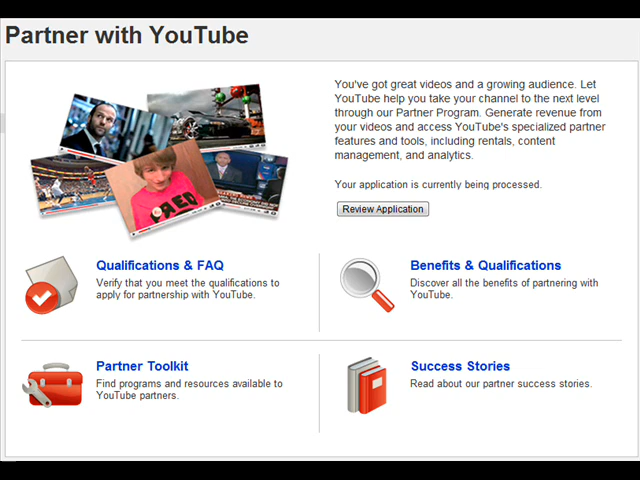 Partner with YouTube
You've got great videos and a growing audience. Let
YouTube help you take your channel to the next level
through our Partner Program. Generate revenue from
your videos and access YouTube's specialized partner
features and tools, including rentals, content
management, and analytics.
Your application is currently being processed.
Review Application
FRED
Qualifications & FAQ
Verify that you meet the qualifications to
apply for partnership with YouTube.
Benefits & Qualifications
Discover all the benefits of partnering with
YouTube.
Partner Toolkit
Find programs and resources available to
YouTube partners.
Success Stories
Read about our partner success stories.